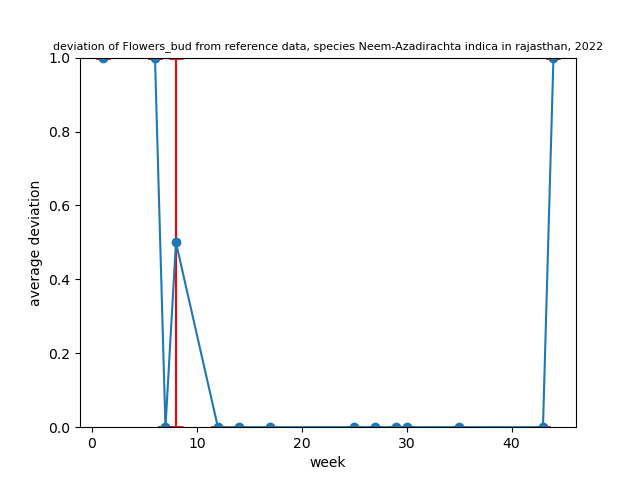 deviation of Flowers_bud from reference data, species Neem-Azadirachta indica in rajasthan, 2022
1.0
0.8
0.6
0.4
0.2
0.0
average deviation
0 10 20 30 40
week